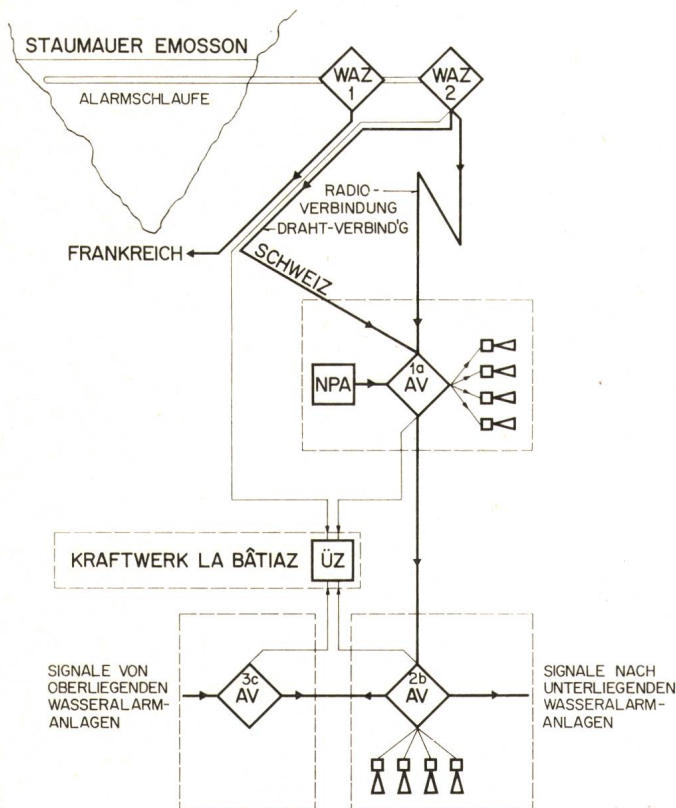 STAUMAUER EMOSSON
WAZ
1
WAZ
2
ALARMSCHLAUFE
RADIO-
VERBINDUNG
DRAHT-VERBIND'G
FRANKREICH
SCHWEIZ
1a
AV
NPA
KRAFTWERK LA BÂTIAZ
ÜZ
SIGNALE VON
OBERLIEGENDEN
WASSERALARM-
ANLAGEN
3c
AV
2b
AV
SIGNALE NACH
UNTERLIEGENDEN
WASSERALARM-
ANLAGEN